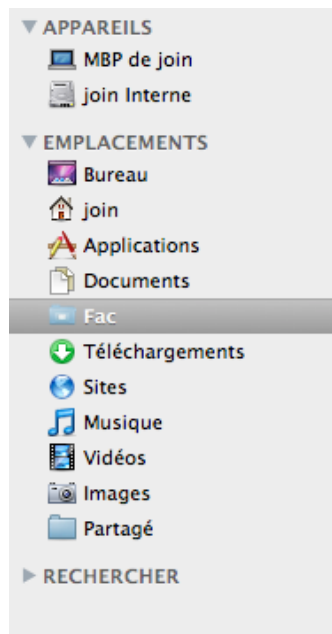 APPAREILS
MBP de join
join Interne
EMPLACEMENTS
Bureau
join
Applications
Documents
Fac
Téléchargements
Sites
Musique
Vidéos
Images
Partagé
RECHERCHER